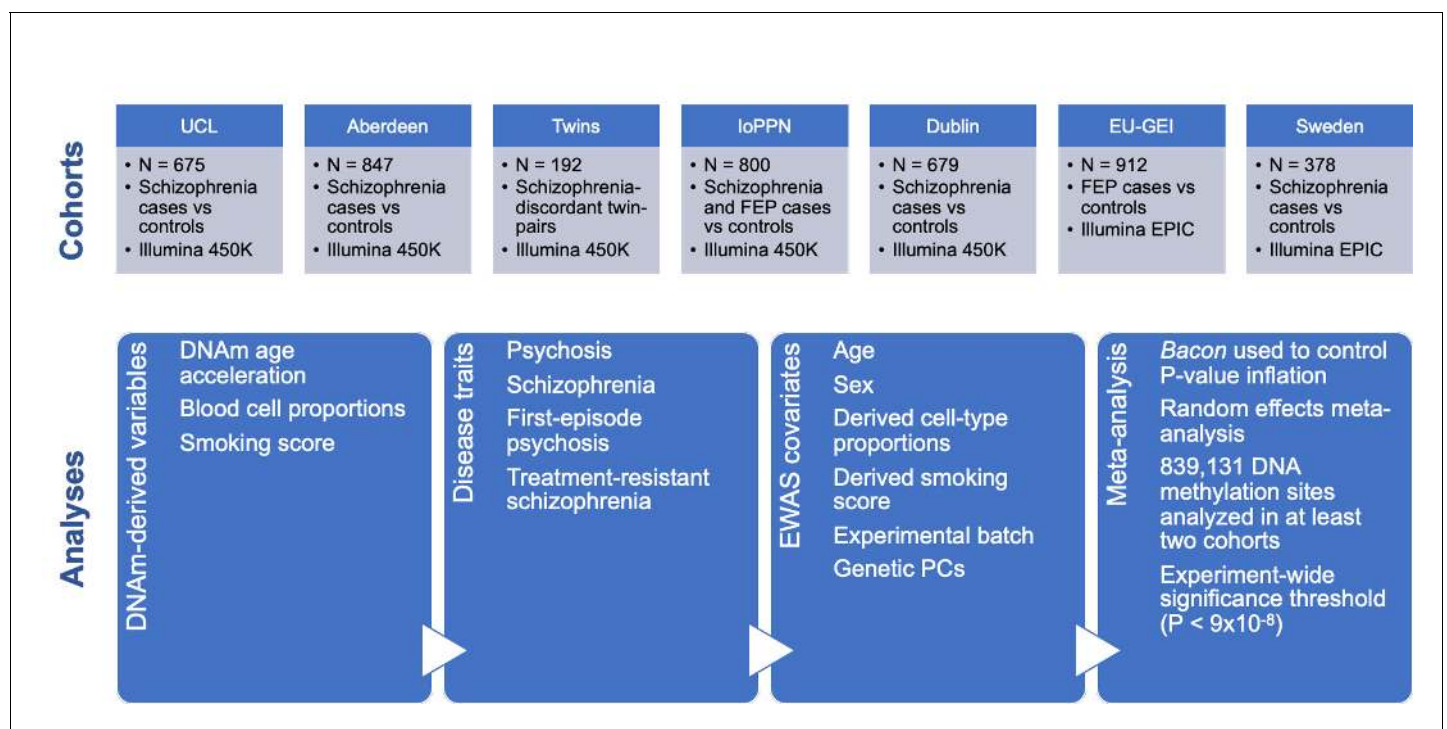 Cohorts
UCL
• N = 675
• Schizophrenia
cases vs
controls
• Illumina 450K
Aberdeen
• N = 847
• Schizophrenia
cases vs
controls
• Illumina 450K
Twins
• N = 192
• Schizophrenia-
discordant twin-
pairs
• Illumina 450K
IoPPN
• N = 800
• Schizophrenia
and FEP cases
vs controls
• Illumina 450K
Dublin
• N = 679
• Schizophrenia
cases vs
controls
• Illumina 450K
EU-GEI
• N = 912
• FEP cases vs
controls
• Illumina EPIC
Sweden
• N = 378
• Schizophrenia
cases vs
controls
• Illumina EPIC
Analyses
DNAm-derived variables
DNAm age
acceleration
Blood cell proportions
Smoking score
Disease traits
Psychosis
Schizophrenia
First-episode
psychosis
Treatment-resistant
schizophrenia
EWAS covariates
Age
Sex
Derived cell-type
proportions
Derived smoking
score
Experimental batch
Genetic PCs
Meta-analysis
Bacon used to control
P-value inflation
Random effects meta-
analysis
839,131 DNA
methylation sites
analyzed in at least
two cohorts
Experiment-wide
significance threshold
(P < 9x10⁻⁸)